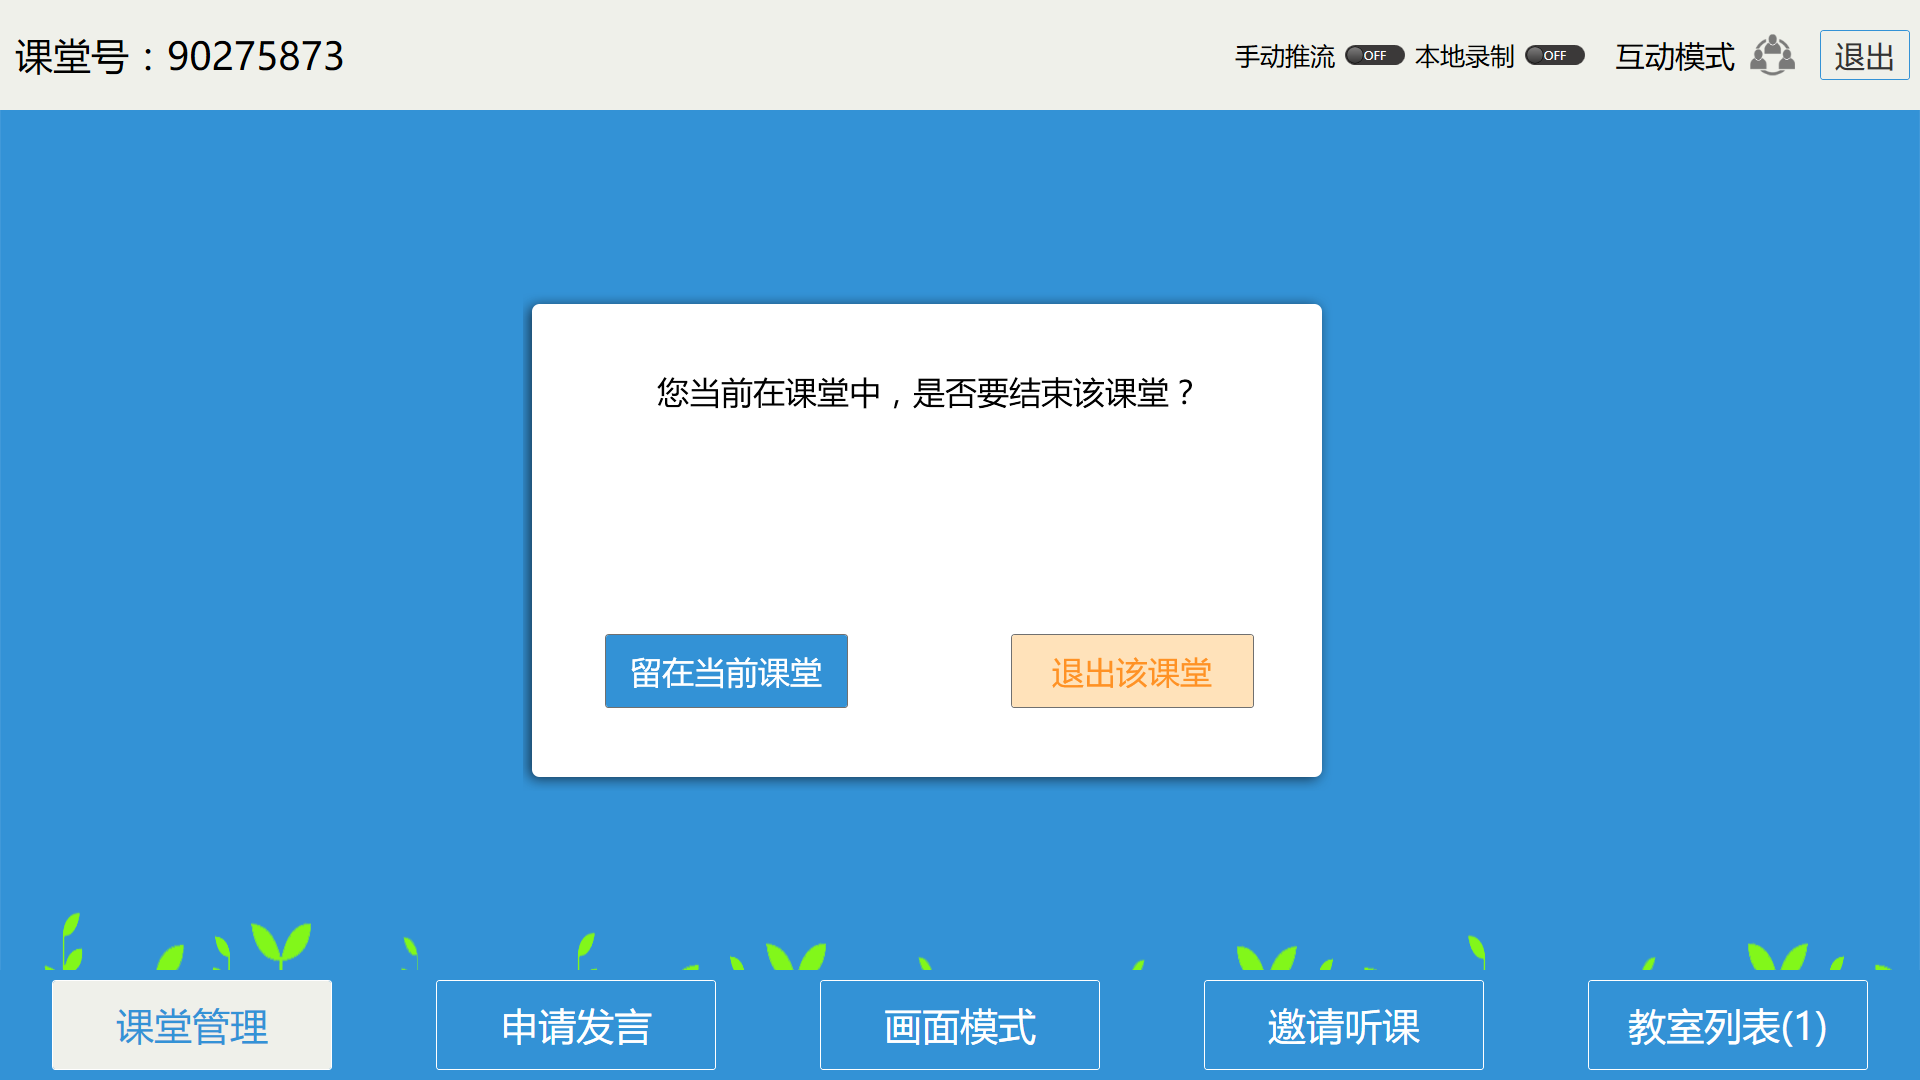 课堂号：90275873
手动推流 OFF 本地录制 OFF 互动模式 退出
您当前在课堂中，是否要结束该课堂？
留在当前课堂 退出该课堂
课堂管理 申请发言 画面模式 邀请听课 教室列表(1)